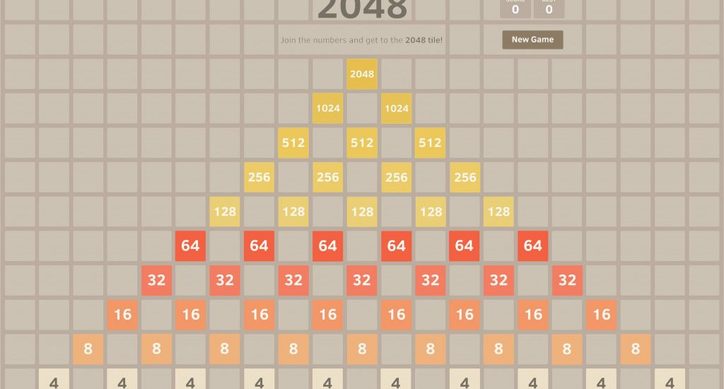 2048
0 0
Join the numbers and get to the 2048 tile! New Game
2048
1024 1024
512 512 512
256 256 256 256
128 128 128 128 128
64 64 64 64 64 64
32 32 32 32 32 32 32
16 16 16 16 16 16 16 16
8 8 8 8 8 8 8 8 8
4 4 4 4 4 4 4 4 4 4